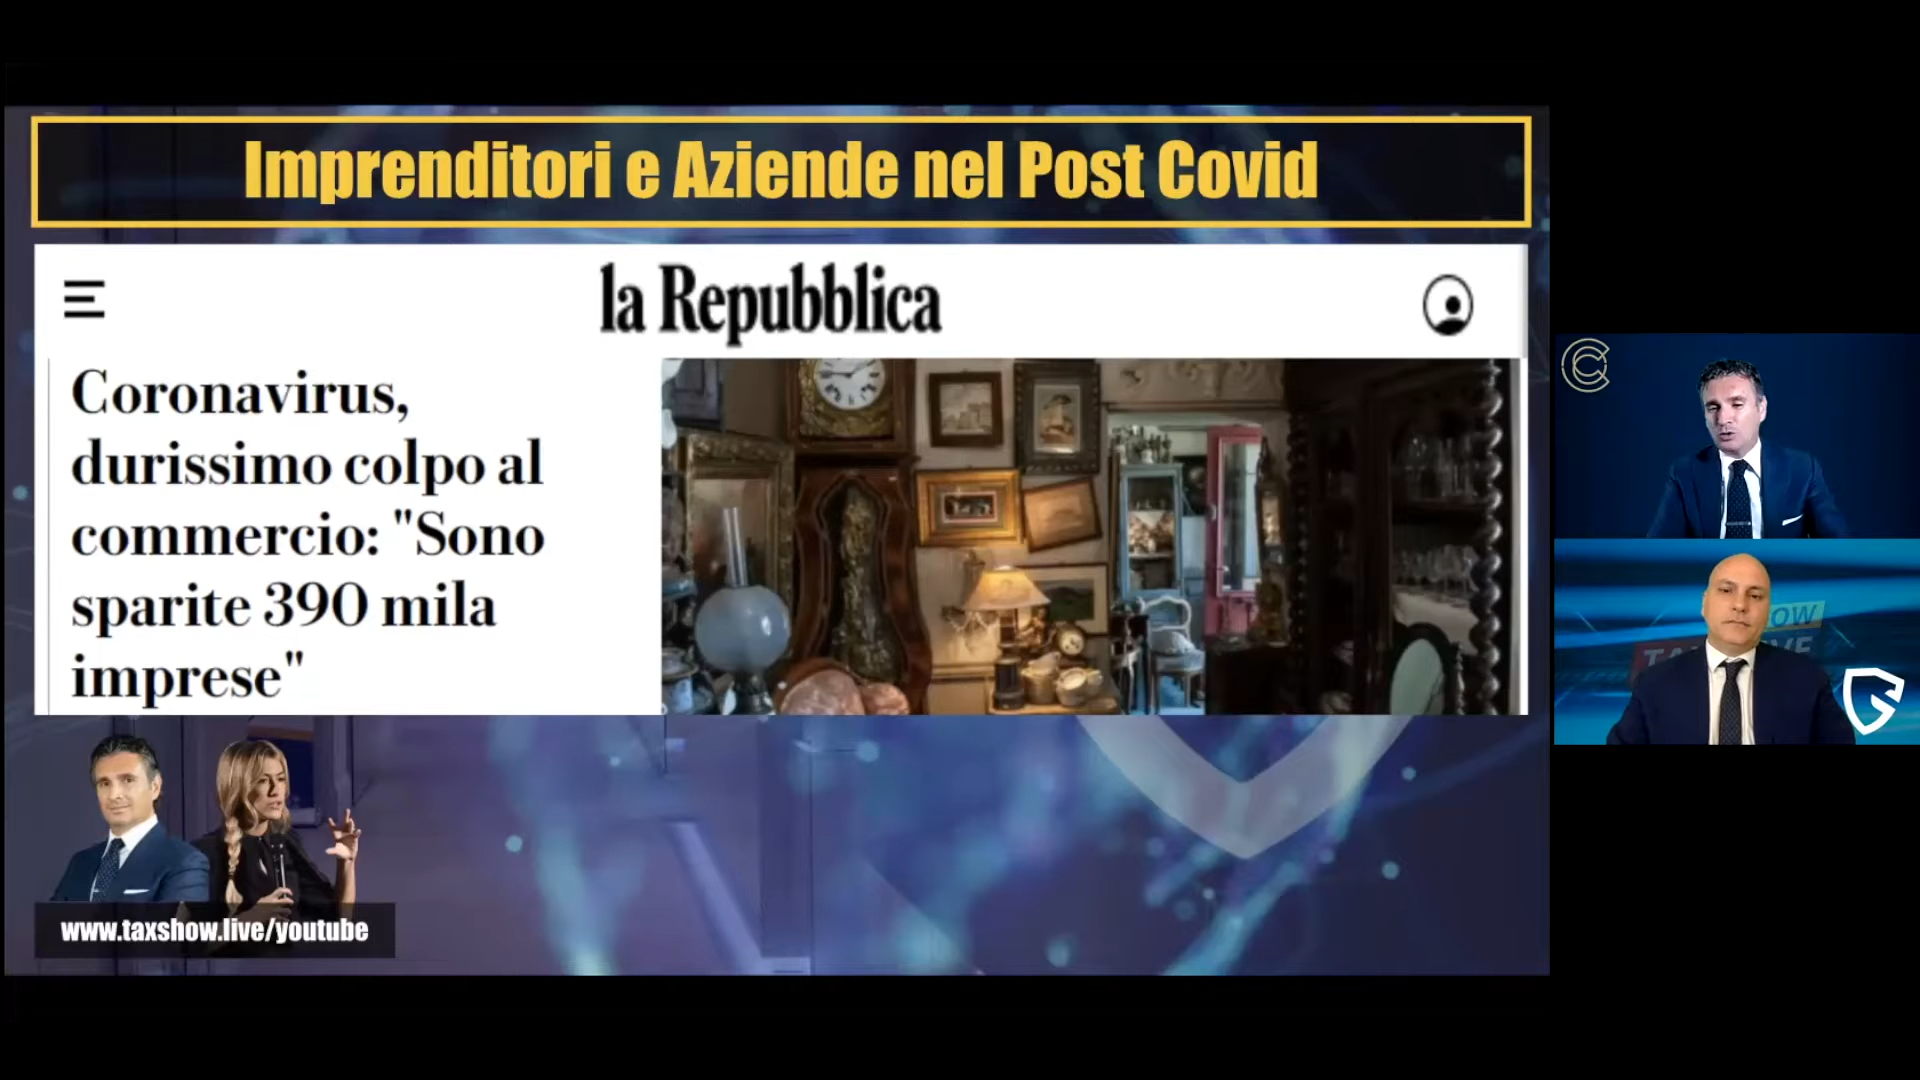 Imprenditori e Aziende nel Post Covid
la Repubblica
Coronavirus,
durissimo colpo al
commercio: "Sono
sparite 390 mila
imprese"
www.taxshow.live/youtube